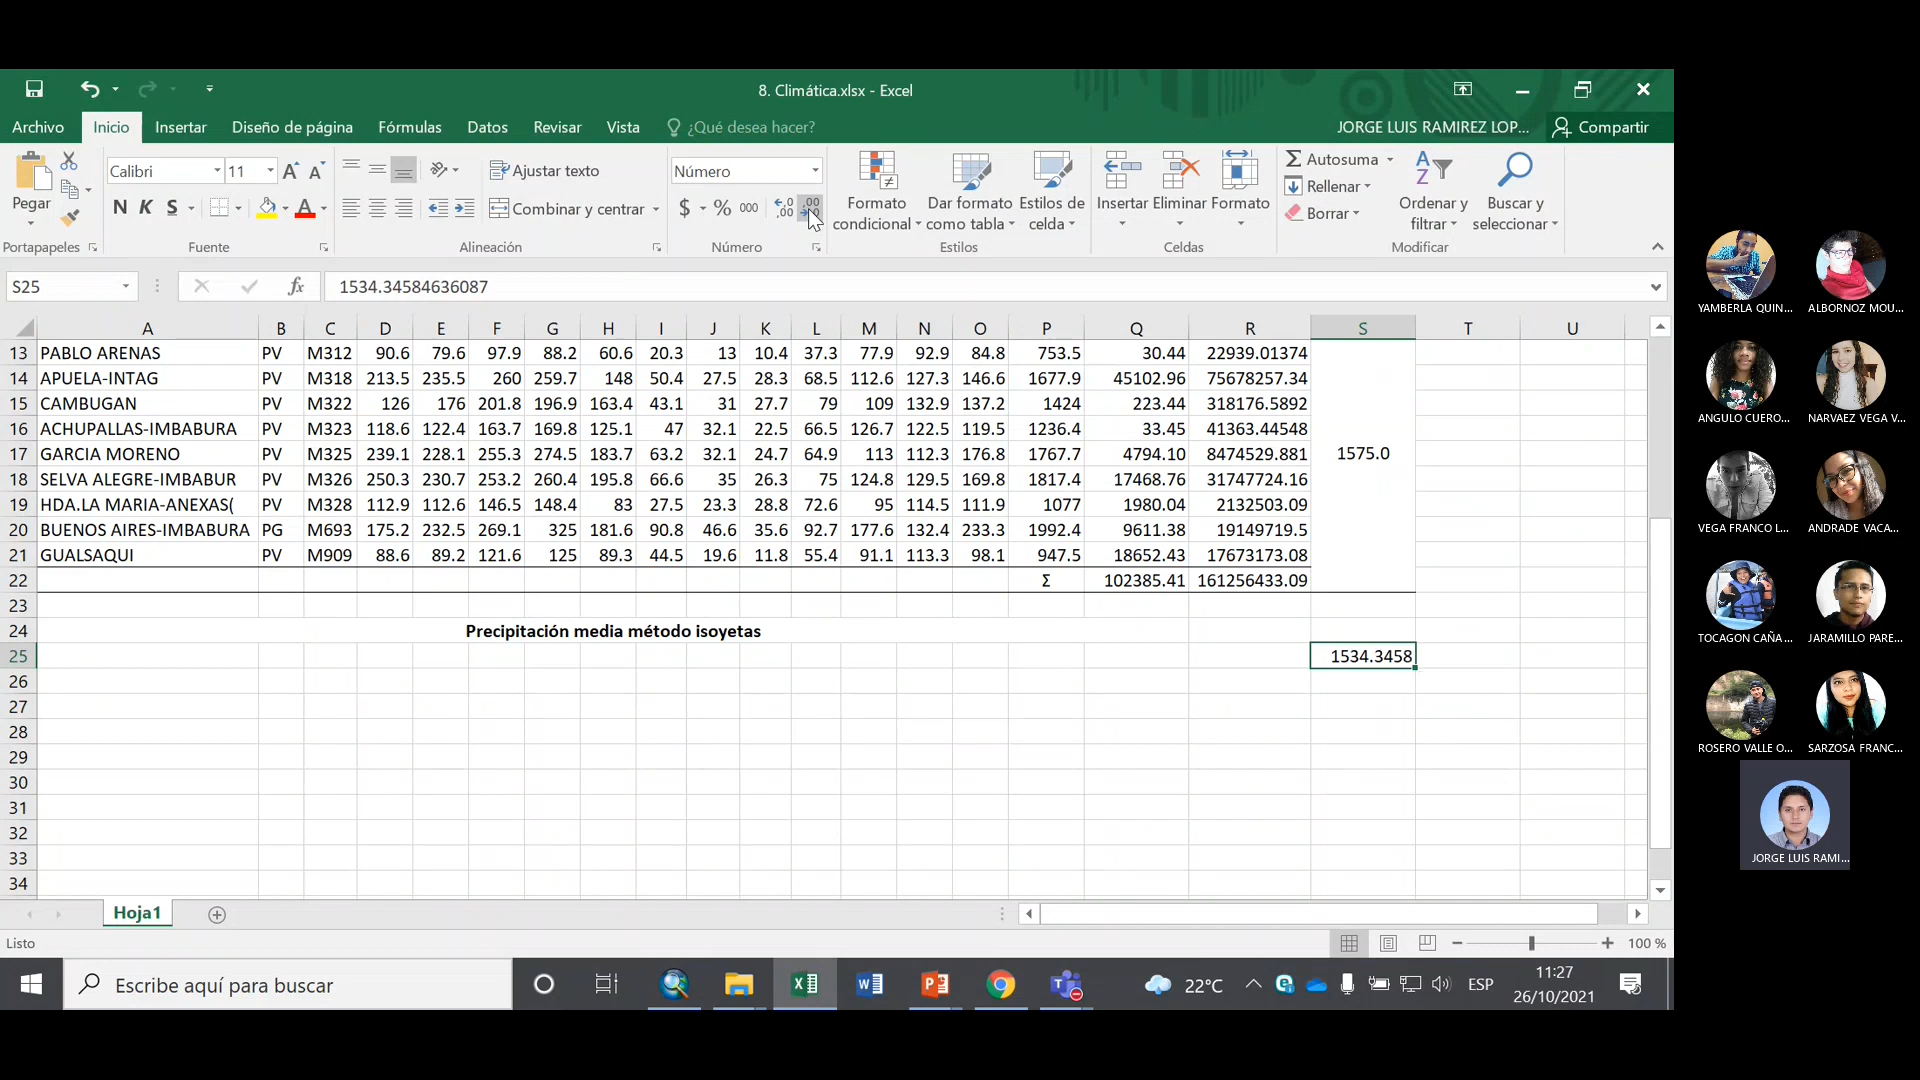 8. Climática.xlsx - Excel
Archivo Inicio Insertar Diseño de página Fórmulas Datos Revisar Vista ¿Qué desea hacer? JORGE LUIS RAMIREZ LOP... Compartir
Pegar
Calibri 11
N K S
Ajustar texto
Combinar y centrar
Número
$ % 000
Formato condicional
Dar formato como tabla
Estilos de celda
Insertar Eliminar Formato
Autosuma
Rellenar
Borrar
Ordenar y filtrar
Buscar y seleccionar
Portapapeles Fuente Alineación Número Estilos Celdas Modificar
S25 fx 1534.34584636087
A B C D E F G H I J K L M N O P Q R S T U
13 PABLO ARENAS PV M312 90.6 79.6 97.9 88.2 60.6 20.3 13 10.4 37.3 77.9 92.9 84.8 753.5 30.44 22939.01374
14 APUELA-INTAG PV M318 213.5 235.5 260 259.7 148 50.4 27.5 28.3 68.5 112.6 127.3 146.6 1677.9 45102.96 75678257.34
15 CAMBUGAN PV M322 126 176 201.8 196.9 163.4 43.1 31 27.7 79 109 132.9 137.2 1424 223.44 318176.5892
16 ACHUPALLAS-IMBABURA PV M323 118.6 122.4 163.7 169.8 125.1 47 32.1 22.5 66.5 126.7 122.5 119.5 1236.4 33.45 41363.44548
17 GARCIA MORENO PV M325 239.1 228.1 255.3 274.5 183.7 63.2 32.1 24.7 64.9 113 112.3 176.8 1767.7 4794.10 8474529.881 1575.0
18 SELVA ALEGRE-IMBABUR PV M326 250.3 230.7 253.2 260.4 195.8 66.6 35 26.3 75 124.8 129.5 169.8 1817.4 17468.76 31747724.16
19 HDA.LA MARIA-ANEXAS( PV M328 112.9 112.6 146.5 148.4 83 27.5 23.3 28.8 72.6 95 114.5 111.9 1077 1980.04 2132503.09
20 BUENOS AIRES-IMBABURA PG M693 175.2 232.5 269.1 325 181.6 90.8 46.6 35.6 92.7 177.6 132.4 233.3 1992.4 9611.38 19149719.5
21 GUALSAQUI PV M909 88.6 89.2 121.6 125 89.3 44.5 19.6 11.8 55.4 91.1 113.3 98.1 947.5 18652.43 17673173.08
22 Σ 102385.41 161256433.09
23
24 Precipitación media método isoyetas
25 1534.3458
26
27
28
29
30
31
32
33
34
Hoja1
Listo 100 %
Escribe aquí para buscar
22°C ESP 11:27
26/10/2021
YAMBERLA QUIN... ALBORNOZ MOU...
ANGULO CUERO... NARVAEZ VEGA V...
VEGA FRANCO L... ANDRADE VACA...
TOCAGON CAÑA... JARAMILLO PARE...
ROSERO VALLE O... SARZOSA FRANC...
JORGE LUIS RAMI...